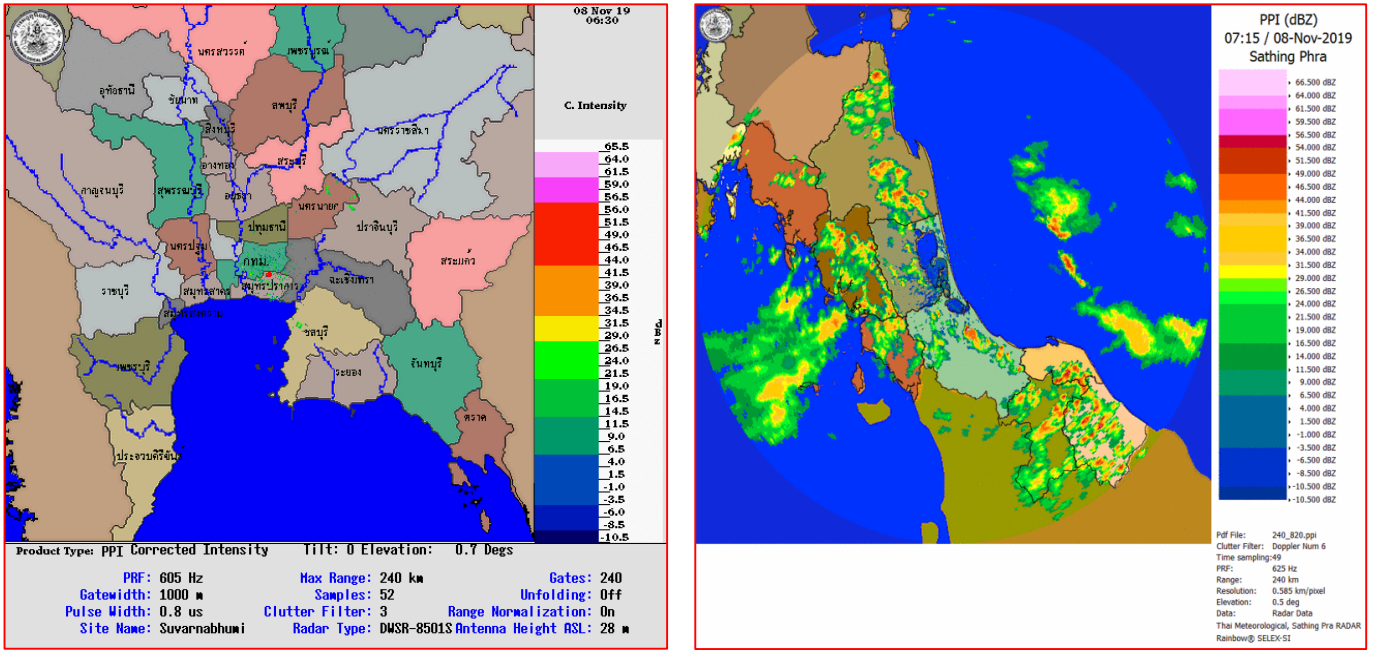 08 Nov 19
06:30
C. Intensity
65.5
64.0
61.5
59.0
56.5
56.0
51.5
49.0
46.5
44.0
41.5
39.0
36.5
34.5
31.5
29.0
26.5
24.0
21.5
19.0
16.5
14.5
11.5
9.0
6.5
4.0
1.5
-1.0
-3.5
-6.0
-8.5
-10.5
นครสวรรค์
เพชรบูรณ์
อุทัยธานี
ชัยนาท
ลพบุรี
สิงห์บุรี
นครราชสีมา
อ่างทอง
สระบุรี
กาญจนบุรี
สุพรรณบุรี
อยุธยา
นครนายก
ปทุมธานี
ปราจีนบุรี
นครปฐม
กทม.
สระแก้ว
ราชบุรี
สมุทรสาคร
สมุทรปราการ
ฉะเชิงเทรา
สมุทรสงคราม
ชลบุรี
เพชรบุรี
ระยอง
จันทบุรี
ตราด
ประจวบคีรีขันธ์
Product Type: PPI Corrected Intensity Tilt: 0 Elevation: 0.7 Degs
PRF: 605 Hz Max Range: 240 km Gates: 240
Gatewidth: 1000 m Samples: 52 Unfolding: Off
Pulse Width: 0.8 us Clutter Filter: 3 Range Normalization: On
Site Name: Suvarnabhumi Radar Type: DWSR-8501S Antenna Height ASL: 28 m
PPI (dBZ)
07:15 / 08-Nov-2019
Sathing Phra
66.500 dBZ
64.000 dBZ
61.500 dBZ
59.500 dBZ
56.500 dBZ
54.000 dBZ
51.500 dBZ
49.000 dBZ
46.500 dBZ
44.000 dBZ
41.500 dBZ
39.000 dBZ
36.500 dBZ
34.000 dBZ
31.500 dBZ
29.000 dBZ
26.500 dBZ
24.000 dBZ
21.500 dBZ
19.000 dBZ
16.500 dBZ
14.000 dBZ
11.500 dBZ
9.000 dBZ
6.500 dBZ
4.000 dBZ
1.500 dBZ
-1.000 dBZ
-3.500 dBZ
-6.500 dBZ
-8.500 dBZ
-10.500 dBZ
-10.500 dBZ
Pdf File: 240_820.ppi
Clutter Filter: Doppler Num 6
Time sampling:49
PRF: 625 Hz
Range: 240 km
Resolution: 0.585 km/pixel
Elevation: 0.5 deg
Data: Radar Data
Thai Meteorological, Sathing Pra RADAR
Rainbow® SELEX-SI